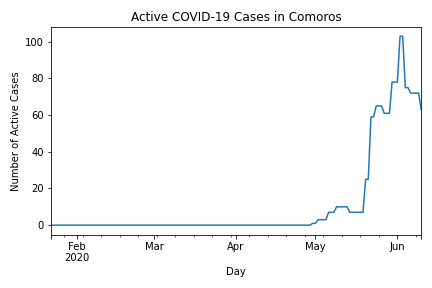 Active COVID-19 Cases in Comoros
100
80
60
40
20
0
Number of Active Cases
Feb
2020
Mar
Apr
May
Jun
Day